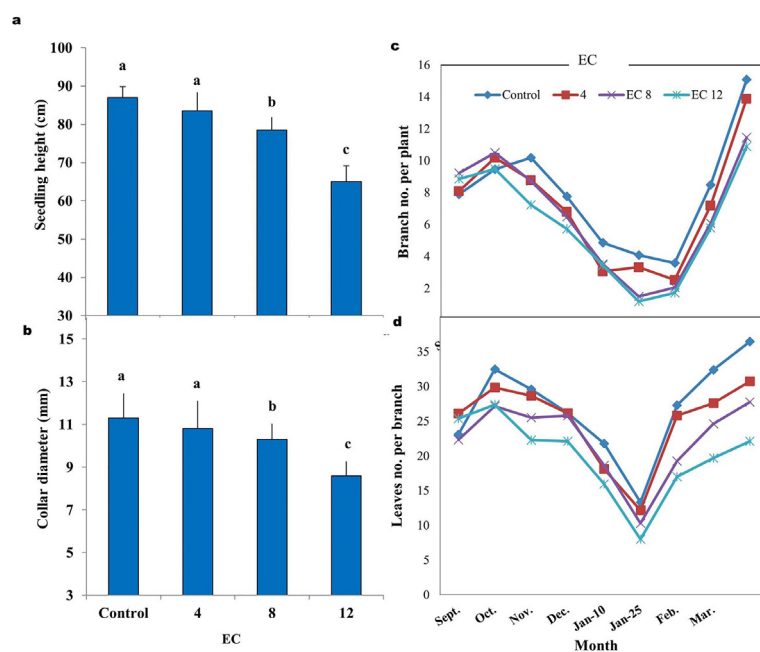 a
100
90
80
70
60
50
40
30
Seedling height (cm)
a
a
b
c
b
15
13
11
9
7
5
3
Collar diameter (mm)
a
a
b
c
Control 4 8 12
EC
c
EC
16
14
12
10
8
6
4
2
Branch no. per plant
Control 4 EC 8 EC 12
d
35
30
25
20
15
10
5
0
Leaves no. per branch
Sept. Oct. Nov. Dec. Jan-10 Jan-25 Feb. Mar.
Month